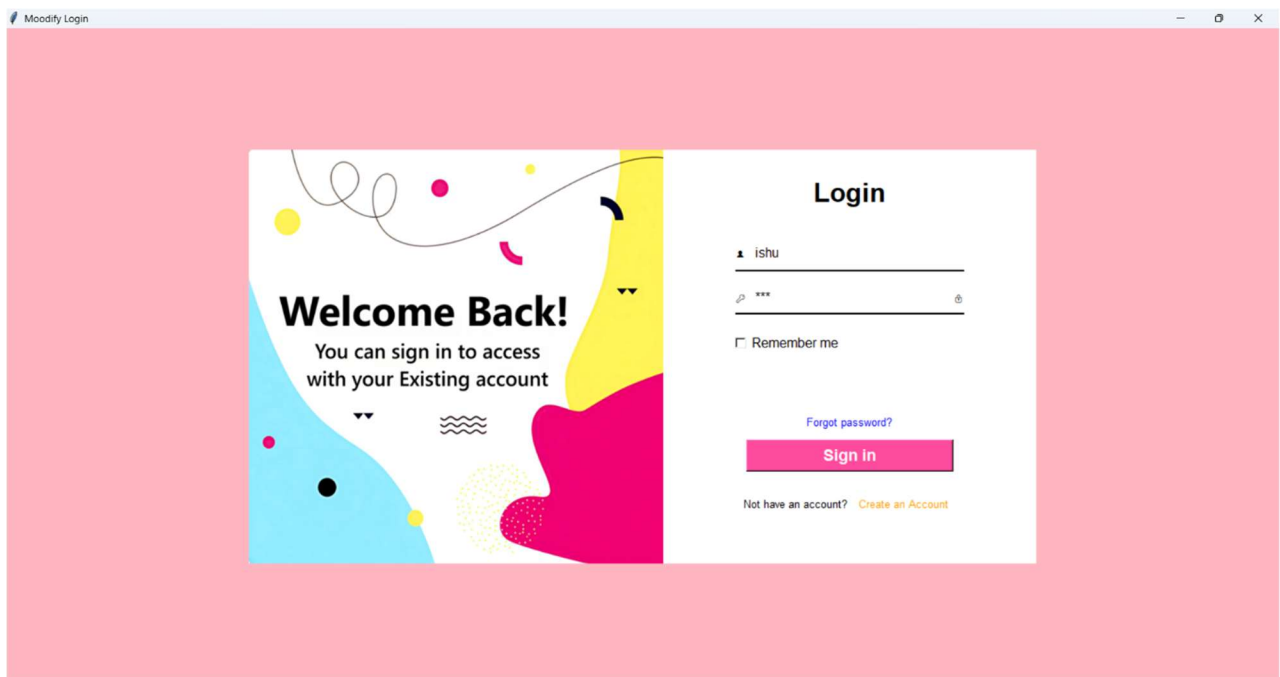 Moodify Login
Welcome Back!
You can sign in to access
with your Existing account
Login
ishu
***
Remember me
Forgot password?
Sign in
Not have an account? Create an Account